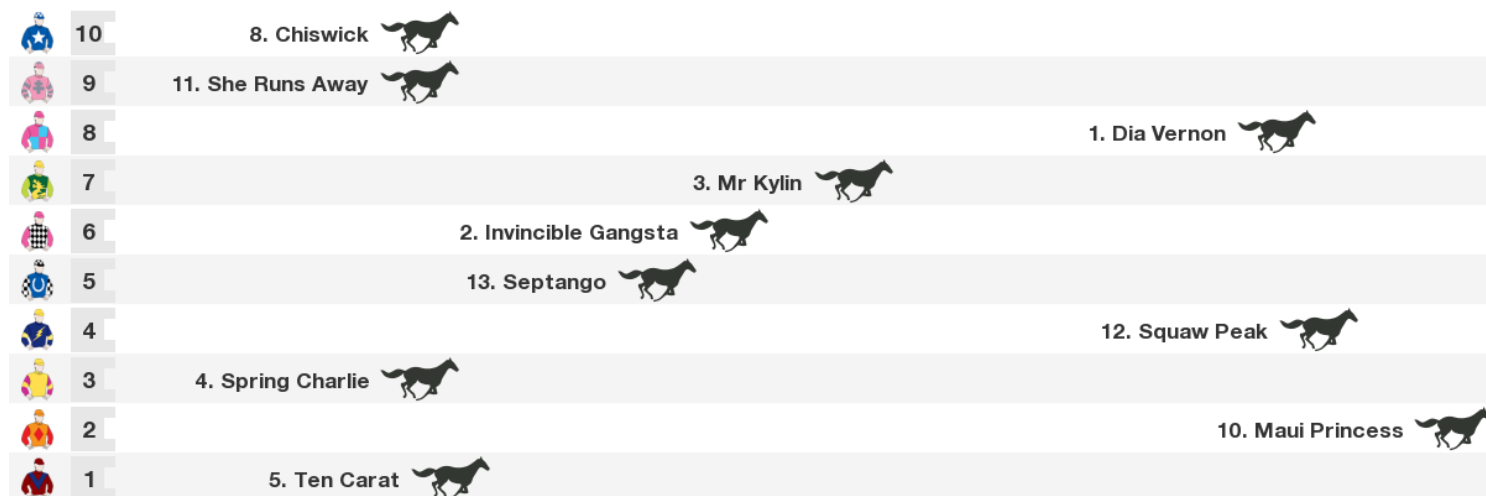 10 8. Chiswick
9 11. She Runs Away
8 1. Dia Vernon
7 3. Mr Kylin
6 2. Invincible Gangsta
5 13. Septango
4 12. Squaw Peak
3 4. Spring Charlie
2 10. Maui Princess
1 5. Ten Carat